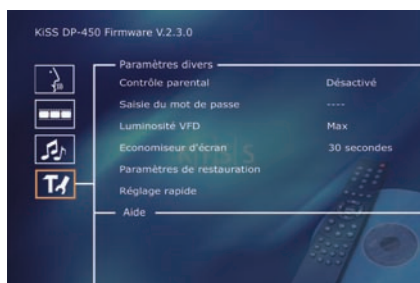 KiSS DP-450 Firmware V.2.3.0
Paramètres divers
Contrôle parental Désactivé
Saisie du mot de passe ----
Luminosité VFD Max
Economiseur d'écran 30 secondes
Paramètres de restauration
Réglage rapide
Aide
KiSS